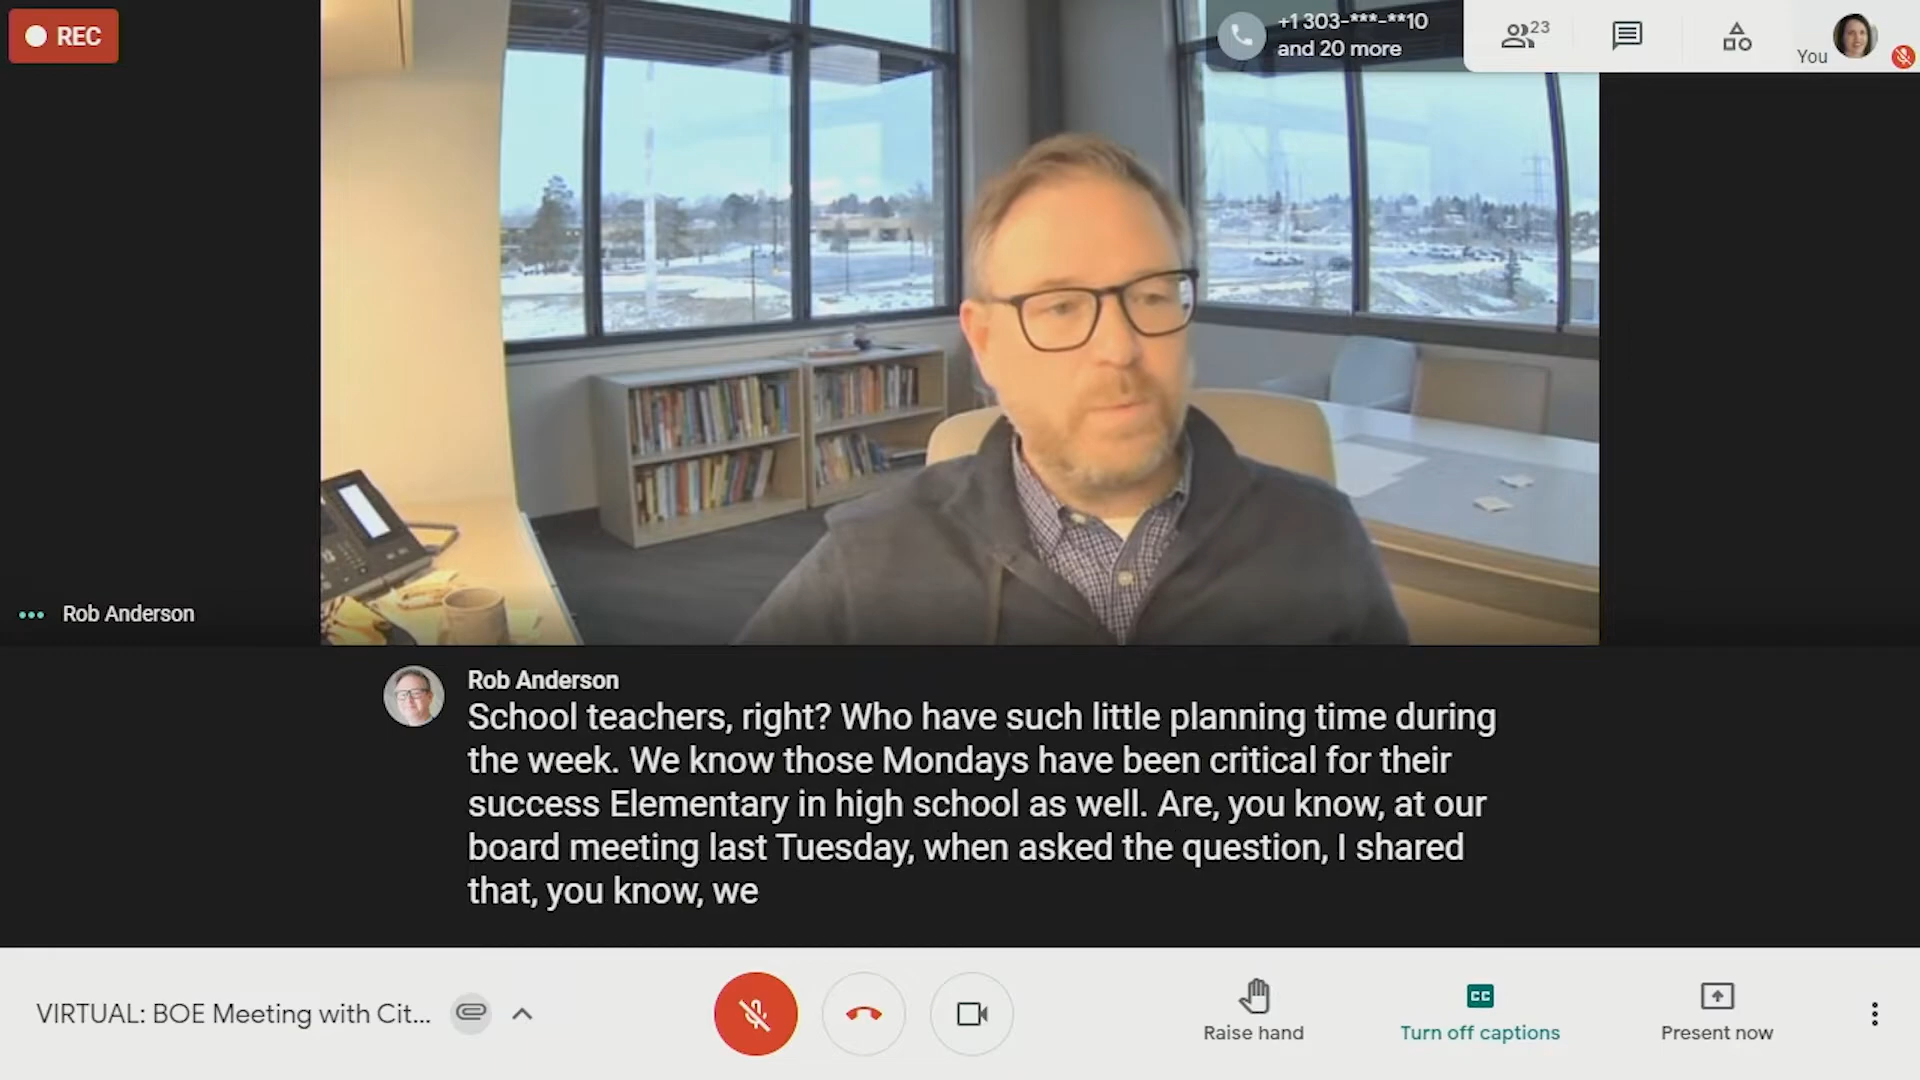 REC
+1 303-***-**10
and 20 more
23
You
Rob Anderson
Rob Anderson
School teachers, right? Who have such little planning time during
the week. We know those Mondays have been critical for their
success Elementary in high school as well. Are, you know, at our
board meeting last Tuesday, when asked the question, I shared
that, you know, we
VIRTUAL: BOE Meeting with Cit...
Raise hand
CC
Turn off captions
Present now